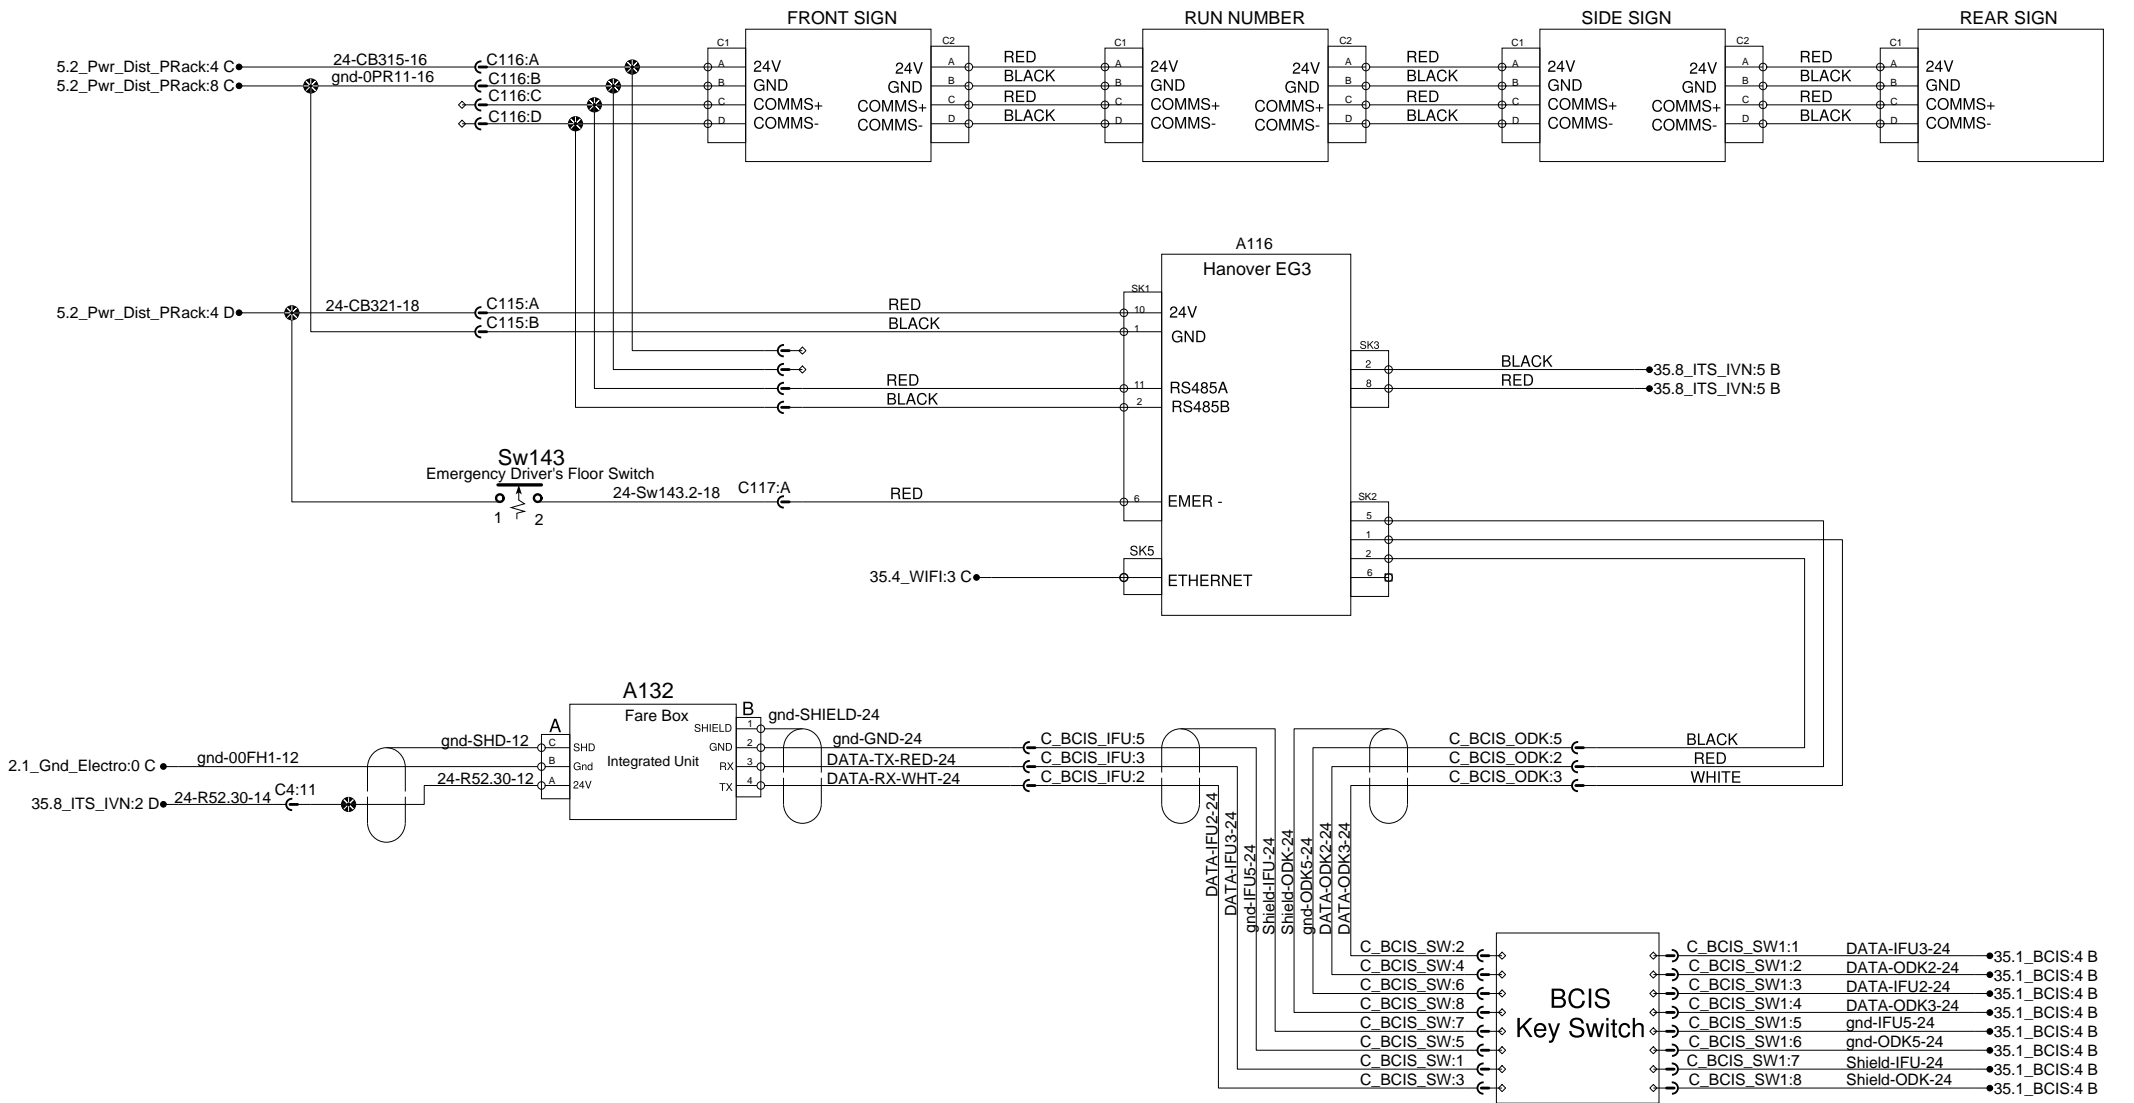 FRONT SIGN
RUN NUMBER
SIDE SIGN
REAR SIGN
C1
C2
C1
C2
C1
C2
C1
5.2_Pwr_Dist_PRack:4 C
24-CB315-16
C116:A
A
24V
24V
A
RED
A
24V
24V
A
RED
A
24V
24V
A
RED
A
24V
5.2_Pwr_Dist_PRack:8 C
gnd-0PR11-16
C116:B
B
GND
GND
B
BLACK
B
GND
GND
B
BLACK
B
GND
GND
B
BLACK
B
GND
C116:C
C
COMMS+
COMMS+
C
RED
C
COMMS+
COMMS+
C
RED
C
COMMS+
COMMS+
C
RED
C
COMMS+
C116:D
D
COMMS-
COMMS-
D
BLACK
D
COMMS-
COMMS-
D
BLACK
D
COMMS-
COMMS-
D
BLACK
D
COMMS-
A116
Hanover EG3
SK1
5.2_Pwr_Dist_PRack:4 D
24-CB321-18
C115:A
RED
10
24V
C115:B
BLACK
1
GND
SK3
2
BLACK
35.8_ITS_IVN:5 B
RED
11
RS485A
8
RED
35.8_ITS_IVN:5 B
BLACK
2
RS485B
Sw143
Emergency Driver's Floor Switch
1
2
24-Sw143.2-18
C117:A
RED
6
EMER -
SK2
5
1
2
6
SK5
35.4_WIFI:3 C
ETHERNET
A132
Fare Box
Integrated Unit
A
B
SHIELD
1
gnd-SHIELD-24
gnd-SHD-12
C
SHD
GND
2
gnd-GND-24
C_BCIS_IFU:5
C_BCIS_ODK:5
BLACK
2.1_Gnd_Electro:0 C
gnd-00FH1-12
B
Gnd
RX
3
DATA-TX-RED-24
C_BCIS_IFU:3
C_BCIS_ODK:2
RED
24-R52.30-12
A
24V
TX
4
DATA-RX-WHT-24
C_BCIS_IFU:2
C_BCIS_ODK:3
WHITE
35.8_ITS_IVN:2 D
24-R52.30-14
C4:11
DATA-IFU2-24
DATA-IFU3-24
gnd-IFU5-24
Shield-IFU-24
Shield-ODK-24
gnd-ODK5-24
DATA-ODK2-24
DATA-ODK3-24
BCIS
Key Switch
C_BCIS_SW:2
C_BCIS_SW1:1
DATA-IFU3-24
35.1_BCIS:4 B
C_BCIS_SW:4
C_BCIS_SW1:2
DATA-ODK2-24
35.1_BCIS:4 B
C_BCIS_SW:6
C_BCIS_SW1:3
DATA-IFU2-24
35.1_BCIS:4 B
C_BCIS_SW:8
C_BCIS_SW1:4
DATA-ODK3-24
35.1_BCIS:4 B
C_BCIS_SW:7
C_BCIS_SW1:5
gnd-IFU5-24
35.1_BCIS:4 B
C_BCIS_SW:5
C_BCIS_SW1:6
gnd-ODK5-24
35.1_BCIS:4 B
C_BCIS_SW:1
C_BCIS_SW1:7
Shield-IFU-24
35.1_BCIS:4 B
C_BCIS_SW:3
C_BCIS_SW1:8
Shield-ODK-24
35.1_BCIS:4 B